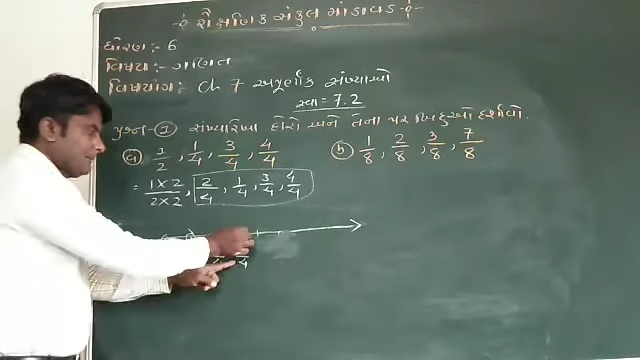 શૈક્ષણિક સંકુલ માંડાવડ
ધોરણ :- 6
વિષય :- ગણિત
વિષયાંગ :- Ch 7 અપૂર્ણાંક સંખ્યાઓ
સ્વા = 7.2
પ્રશ્ન - 1 સંખ્યારેખા દોરો અને તેના પર બિંદુઓ દર્શાવો.
(a) 1/2, 1/4, 3/4, 4/4 (b) 1/8, 2/8, 3/8, 7/8
= 1×2/2×2, 2/4, 1/4, 3/4, 4/4